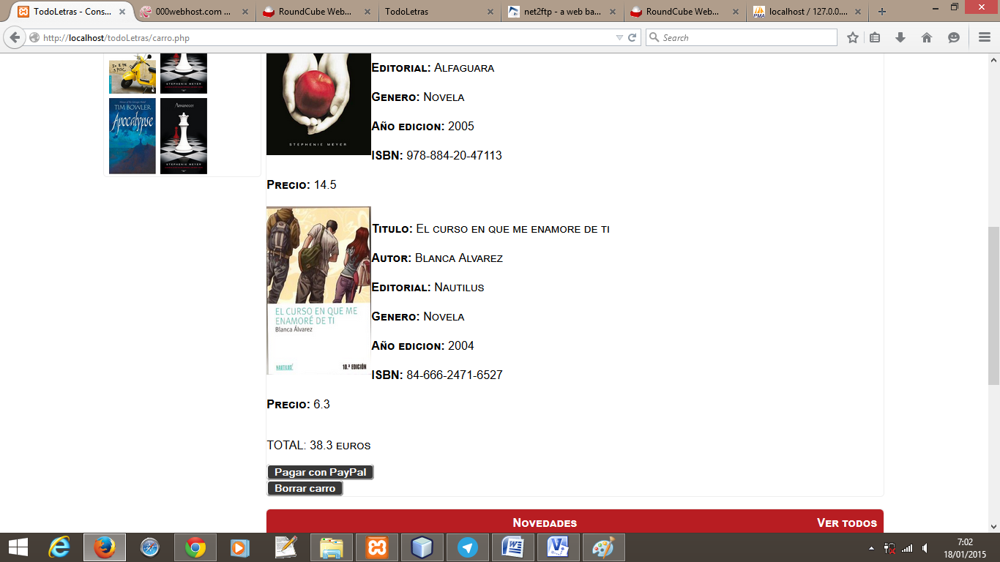 TodoLetras - Cons...
000webhost.com ...
RoundCube Web...
TodoLetras
net2ftp - a web ba...
RoundCube Web...
localhost / 127.0.0....
http://localhost/todoLetras/carro.php
Search
STEPHENIE MEYER
TIM BOWLER
Apocalypse
Amanecer
STEPHENIE MEYER
STEPHENIE MEYER
Editorial: Alfaguara
Genero: Novela
Año edicion: 2005
ISBN: 978-884-20-47113
Precio: 14.5
EL CURSO EN QUE ME
ENAMORÉ DE TI
Blanca Álvarez
NAUTILUS
10.ª EDICIÓN
Titulo: El curso en que me enamore de ti
Autor: Blanca Alvarez
Editorial: Nautilus
Genero: Novela
Año edicion: 2004
ISBN: 84-666-2471-6527
Precio: 6.3
TOTAL: 38.3 euros
Pagar con PayPal
Borrar carro
Novedades
Ver todos
7:02
18/01/2015